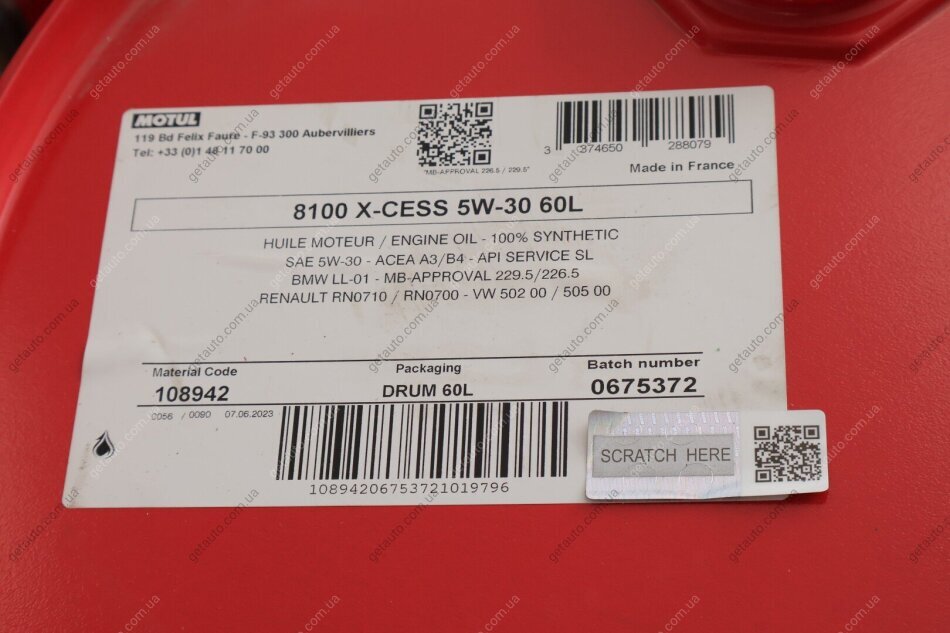 MOTUL
119 Bd Felix Faure - F-93 300 Aubervilliers
Tel: +33 (0)1 48 11 70 00
"MB-APPROVAL 226.5 / 229.5"
3 374650 288079
Made in France
8100 X-CESS 5W-30 60L
HUILE MOTEUR / ENGINE OIL - 100% SYNTHETIC
SAE 5W-30 - ACEA A3/B4 - API SERVICE SL
BMW LL-01 - MB-APPROVAL 229.5/226.5
RENAULT RN0710 / RN0700 - VW 502 00 / 505 00
Material Code Packaging Batch number
108942 DRUM 60L 0675372
0056 / 0090 07.06.2023
10894206753721019796
SCRATCH HERE
getauto.com.ua